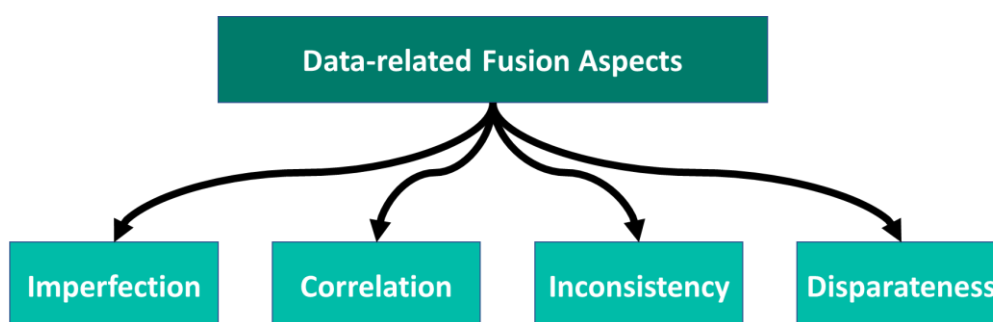 Data-related Fusion Aspects
Imperfection
Correlation
Inconsistency
Disparateness